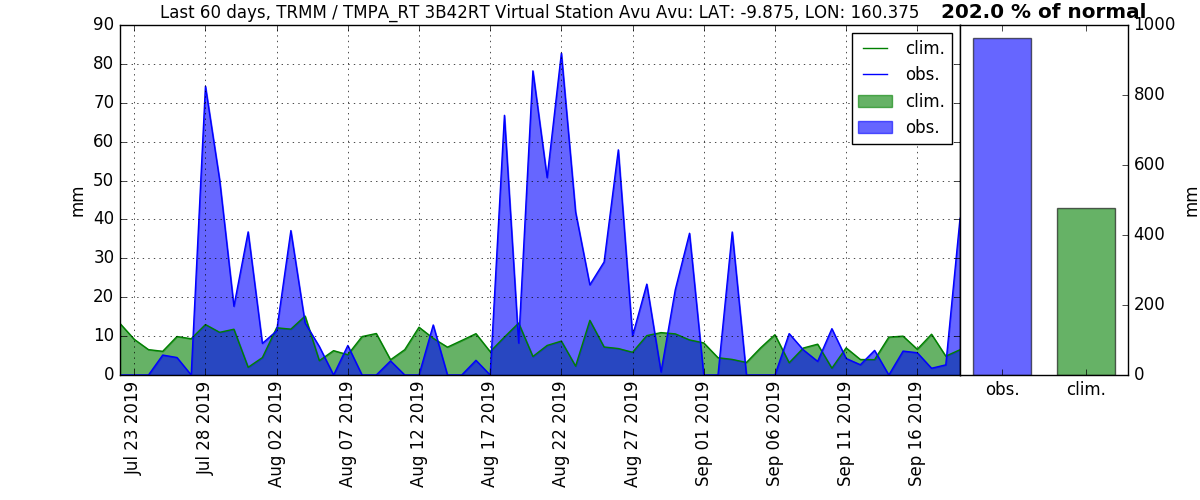 Last 60 days, TRMM / TMPA_RT 3B42RT Virtual Station Avu Avu: LAT: -9.875, LON: 160.375
202.0 % of normal
90
80
70
60
50
40
30
20
10
0
mm
clim.
obs.
clim.
obs.
Jul 23 2019
Jul 28 2019
Aug 02 2019
Aug 07 2019
Aug 12 2019
Aug 17 2019
Aug 22 2019
Aug 27 2019
Sep 01 2019
Sep 06 2019
Sep 11 2019
Sep 16 2019
1000
800
600
400
200
0
mm
obs.
clim.